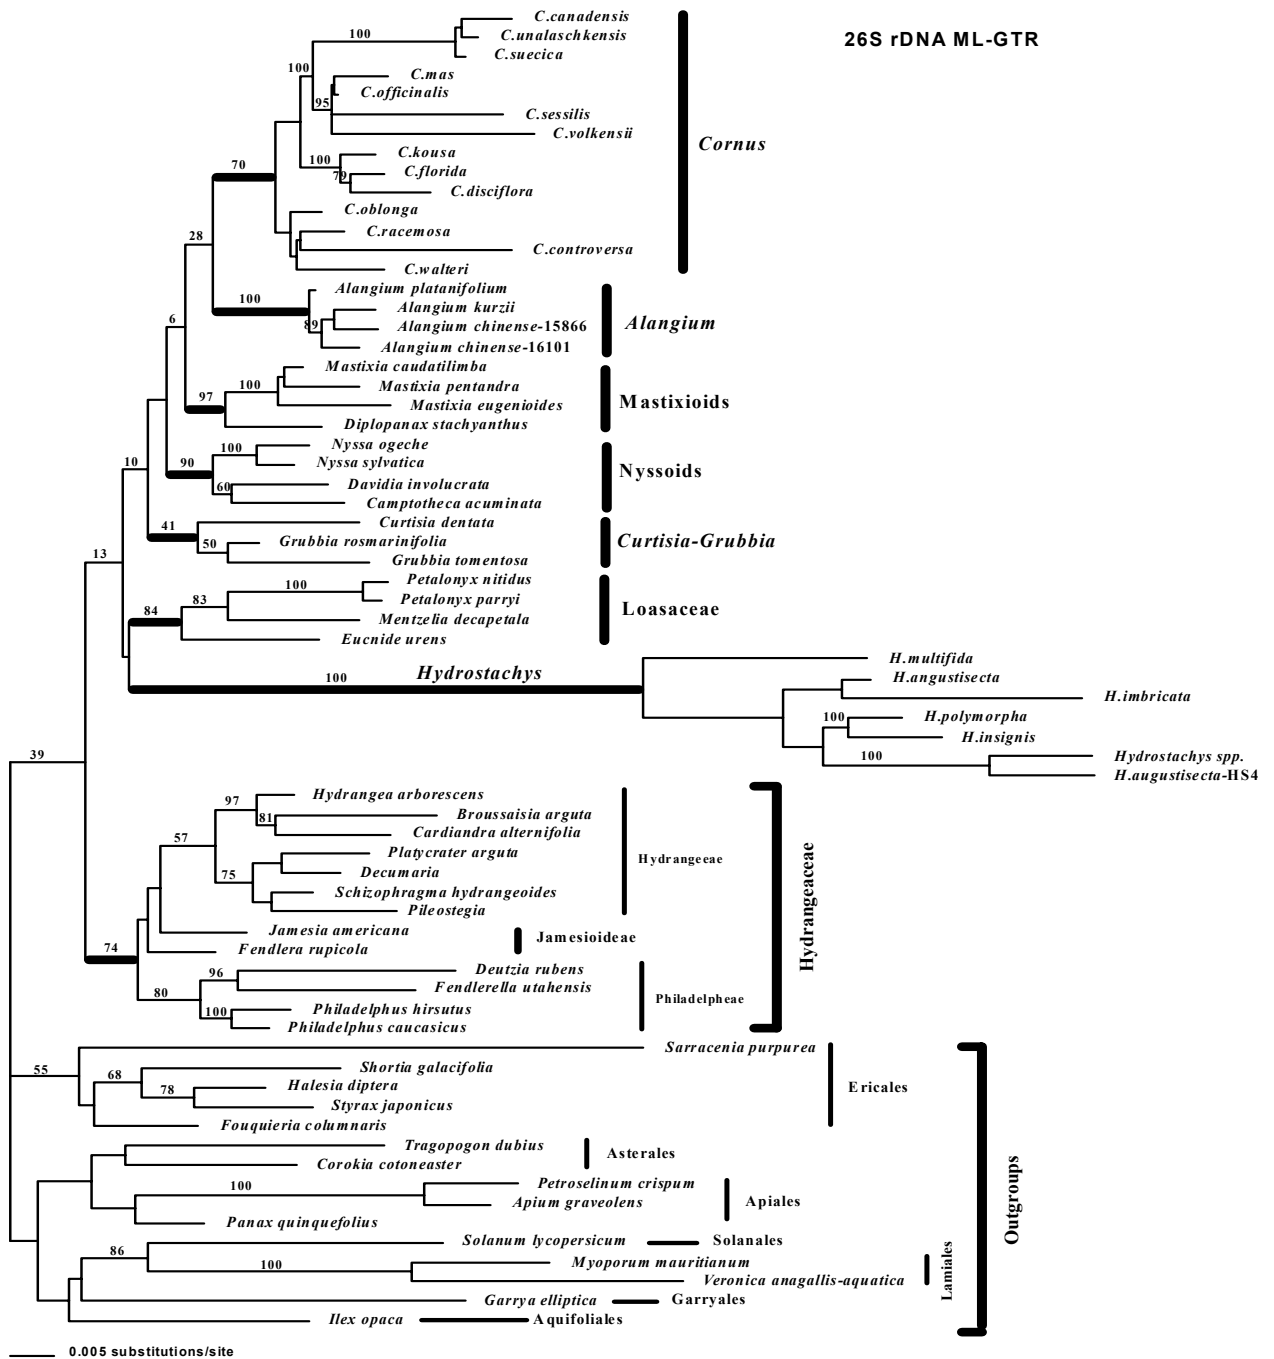 26S rDNA ML-GTR
C.canadensis
100
C.unalaschkensis
C.suecica
100
C.mas
C.officinalis
95
C.sessilis
C.volkensii
Cornus
C.kousa
100
C.florida
79
70
C.disciflora
C.oblonga
C.racemosa
28
C.controversa
C.walteri
Alangium platanifolium
100
Alangium kurzii
89
Alangium chinense-15866
Alangium
6
Alangium chinense-16101
Mastixia caudatilimba
100
Mastixia pentandra
97
Mastixia eugenioides
Mastixioids
Diplopanax stachyanthus
Nyssa ogeche
100
Nyssa sylvatica
10
90
Nyssoids
Davidia involucrata
60
Camptotheca acuminata
Curtisia dentata
41
Grubbia rosmarinifolia
50
Curtisia-Grubbia
13
Grubbia tomentosa
Petalonyx nitidus
100
Petalonyx parryi
83
84
Loasaceae
Mentzelia decapetala
Eucnide urens
H.multifida
Hydrostachys
100
H.angustisecta
H.imbricata
H.polymorpha
100
H.insignis
Hydrostachys spp.
100
H.augustisecta-HS4
39
Hydrangea arborescens
97
Broussaisia arguta
81
Cardiandra alternifolia
57
Platycrater arguta
Hydrangeeae
Decumaria
75
Schizophragma hydrangeoides
Pileostegia
Hydrangeaceae
Jamesia americana
Jamesioideae
74
Fendlera rupicola
Deutzia rubens
96
Fendlerella utahensis
80
Philadelpheae
Philadelphus hirsutus
100
Philadelphus caucasicus
Sarracenia purpurea
55
Shortia galacifolia
68
Halesia diptera
78
Ericales
Styrax japonicus
Fouquieria columnaris
Tragopogon dubius
Asterales
Corokia cotoneaster
Petroselinum crispum
100
Apium graveolens
Apiales
Panax quinquefolius
Outgroups
Solanum lycopersicum
Solanales
86
Myoporum mauritianum
100
Veronica anagallis-aquatica
Lamiales
Garrya elliptica
Garryales
Ilex opaca
Aquifoliales
0.005 substitutions/site